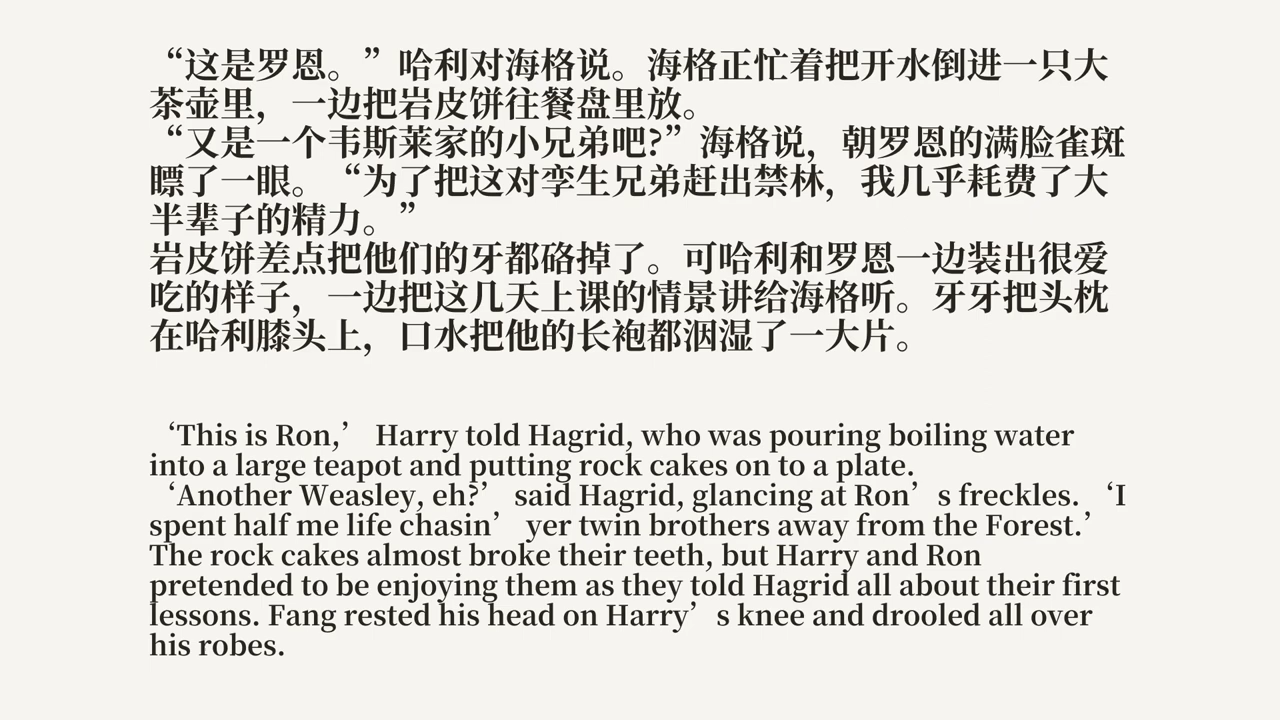 “这是罗恩。”哈利对海格说。海格正忙着把开水倒进一只大
茶壶里，一边把岩皮饼往餐盘里放。
“又是一个韦斯莱家的小兄弟吧?”海格说，朝罗恩的满脸雀斑
瞟了一眼。“为了把这对孪生兄弟赶出禁林，我几乎耗费了大
半辈子的精力。”
岩皮饼差点把他们的牙都硌掉了。可哈利和罗恩一边装出很爱
吃的样子，一边把这几天上课的情景讲给海格听。牙牙把头枕
在哈利膝头上，口水把他的长袍都洇湿了一大片。
‘This is Ron,’ Harry told Hagrid, who was pouring boiling water
into a large teapot and putting rock cakes on to a plate.
‘Another Weasley, eh?’ said Hagrid, glancing at Ron’s freckles. ‘I
spent half me life chasin’ yer twin brothers away from the Forest.’
The rock cakes almost broke their teeth, but Harry and Ron
pretended to be enjoying them as they told Hagrid all about their first
lessons. Fang rested his head on Harry’s knee and drooled all over
his robes.